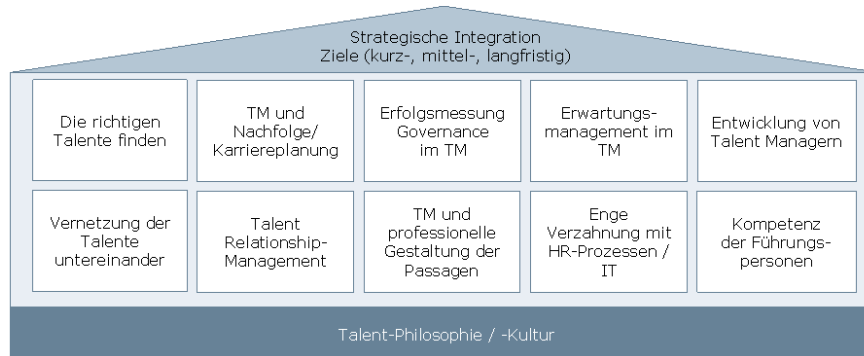 Strategische Integration
Ziele (kurz-, mittel-, langfristig)
Die richtigen
Talente finden
TM und
Nachfolge/
Karriereplanung
Erfolgsmessung
Governance
im TM
Erwartungs-
management im
TM
Entwicklung von
Talent Managern
Vernetzung der
Talente
untereinander
Talent
Relationship-
Management
TM und
professionelle
Gestaltung der
Passagen
Enge
Verzahnung mit
HR-Prozessen /
IT
Kompetenz
der Führungs-
personen
Talent-Philosophie / -Kultur